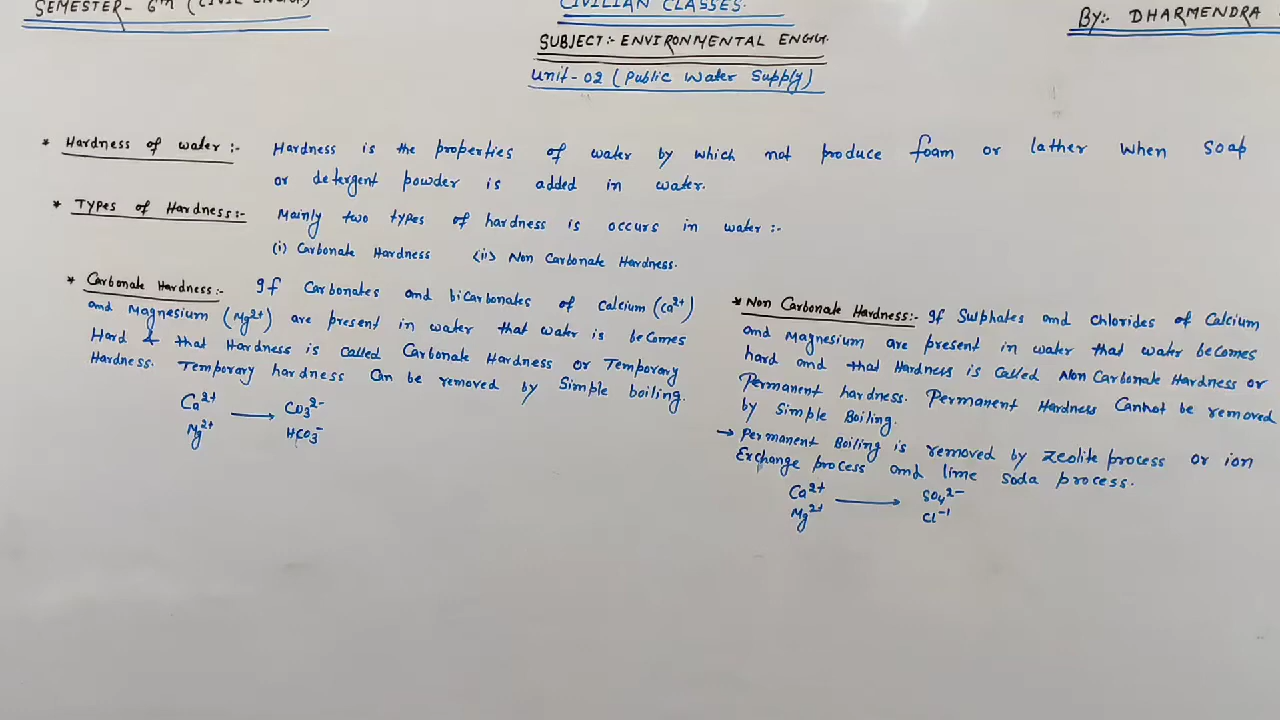 SEMESTER- 6th (CIVIL ENGG.)
CIVILIAN CLASSES.
By:- DHARMENDRA
SUBJECT:- ENVIRONMENTAL ENGG.
Unit-02 (Public Water Supply)
* Hardness of water:- Hardness is the properties of water by which not produce foam or lather when soap
or detergent powder is added in water.
* Types of Hardness:- Mainly two types of hardness is occurs in water:-
(i) Carbonate Hardness (ii) Non Carbonate Hardness.
* Carbonate Hardness:- If Carbonates and bicarbonates of Calcium (Ca2+)
and Magnesium (Mg2+) are present in water that water is becomes
Hard & that Hardness is Called Carbonate Hardness or Temporary
Hardness. Temporary hardness Can be removed by Simple boiling.
Ca2+ → CO3 2-
Mg2+ HCO3-
* Non Carbonate Hardness:- If Sulphates and Chlorides of Calcium
and Magnesium are present in water that water becomes
hard and that Hardness is Called Non Carbonate Hardness or
Permanent hardness. Permanent Hardness Cannot be removed
by Simple Boiling.
→ Permanent Boiling is removed by Zeolite process or ion
Exchange process and lime soda process.
Ca2+ → SO4 2-
Mg2+ Cl-1